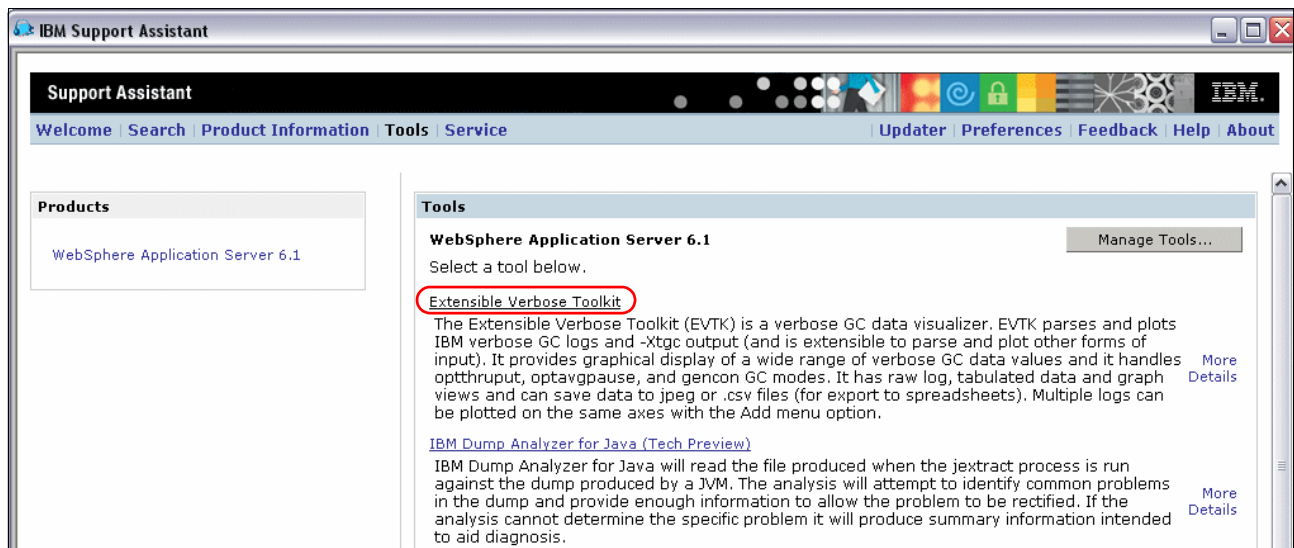 IBM Support Assistant
Support Assistant
IBM.
Welcome | Search | Product Information | Tools | Service
| Updater | Preferences | Feedback | Help | About
Products
WebSphere Application Server 6.1
Tools
WebSphere Application Server 6.1
Manage Tools...
Select a tool below.
Extensible Verbose Toolkit
The Extensible Verbose Toolkit (EVTK) is a verbose GC data visualizer. EVTK parses and plots
IBM verbose GC logs and -Xtgc output (and is extensible to parse and plot other forms of
input). It provides graphical display of a wide range of verbose GC data values and it handles
optthruput, optavgpause, and gencon GC modes. It has raw log, tabulated data and graph
views and can save data to jpeg or .csv files (for export to spreadsheets). Multiple logs can
be plotted on the same axes with the Add menu option.
More
Details
IBM Dump Analyzer for Java (Tech Preview)
IBM Dump Analyzer for Java will read the file produced when the jextract process is run
against the dump produced by a JVM. The analysis will attempt to identify common problems
in the dump and provide enough information to allow the problem to be rectified. If the
analysis cannot determine the specific problem it will produce summary information intended
to aid diagnosis.
More
Details